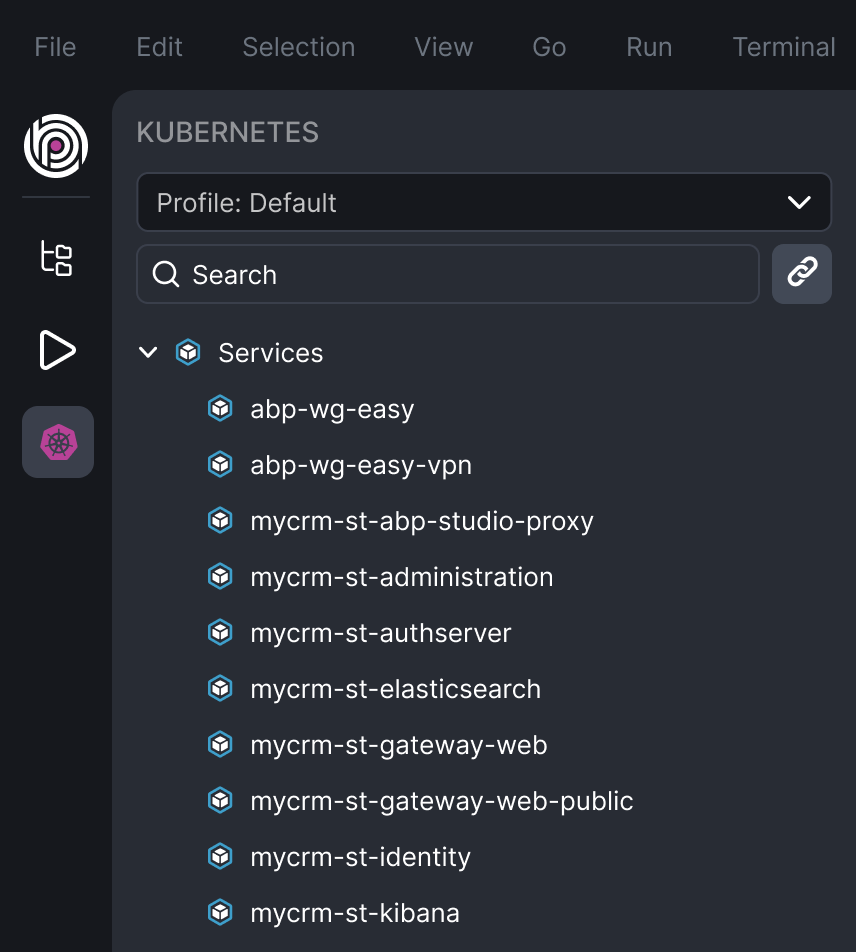 File Edit Selection View Go Run Terminal
KUBERNETES
Profile: Default
Search
Services
abp-wg-easy
abp-wg-easy-vpn
mycrm-st-abp-studio-proxy
mycrm-st-administration
mycrm-st-authserver
mycrm-st-elasticsearch
mycrm-st-gateway-web
mycrm-st-gateway-web-public
mycrm-st-identity
mycrm-st-kibana